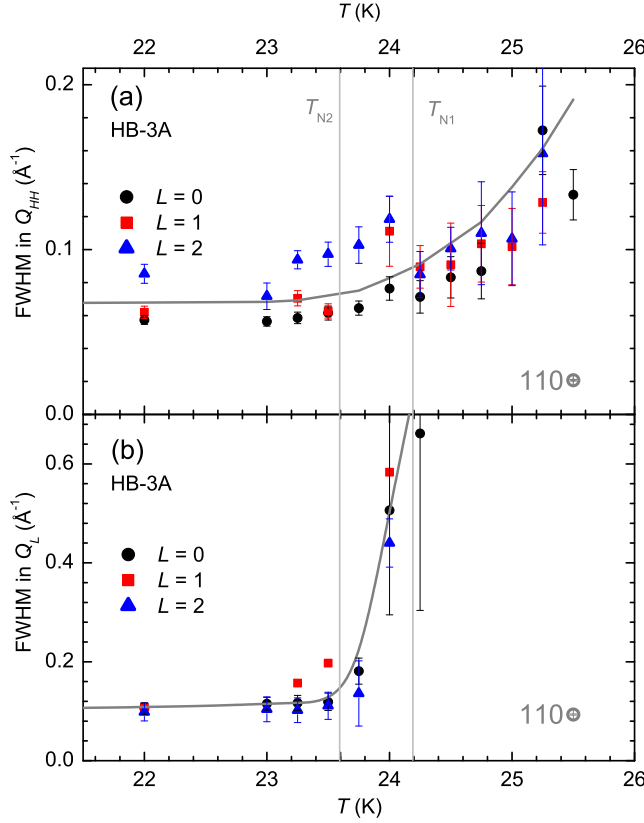 T (K)
22 23 24 25 26
0.2
(a)
HB-3A
T_N2
T_N1
L = 0
L = 1
L = 2
0.1
FWHM in Q_HH (Å⁻¹)
110
0.0
(b)
HB-3A
0.6
L = 0
L = 1
L = 2
0.4
FWHM in Q_L (Å⁻¹)
0.2
110
0.0
22 23 24 25 26
T (K)